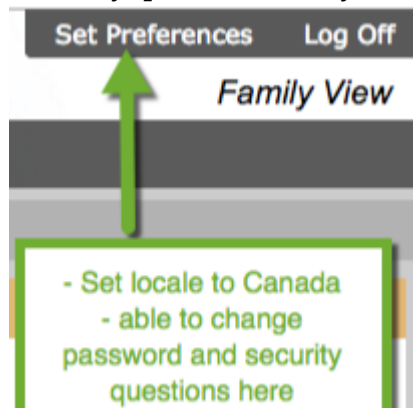 Set Preferences Log Off
Family View
- Set locale to Canada
- able to change
password and security
questions here